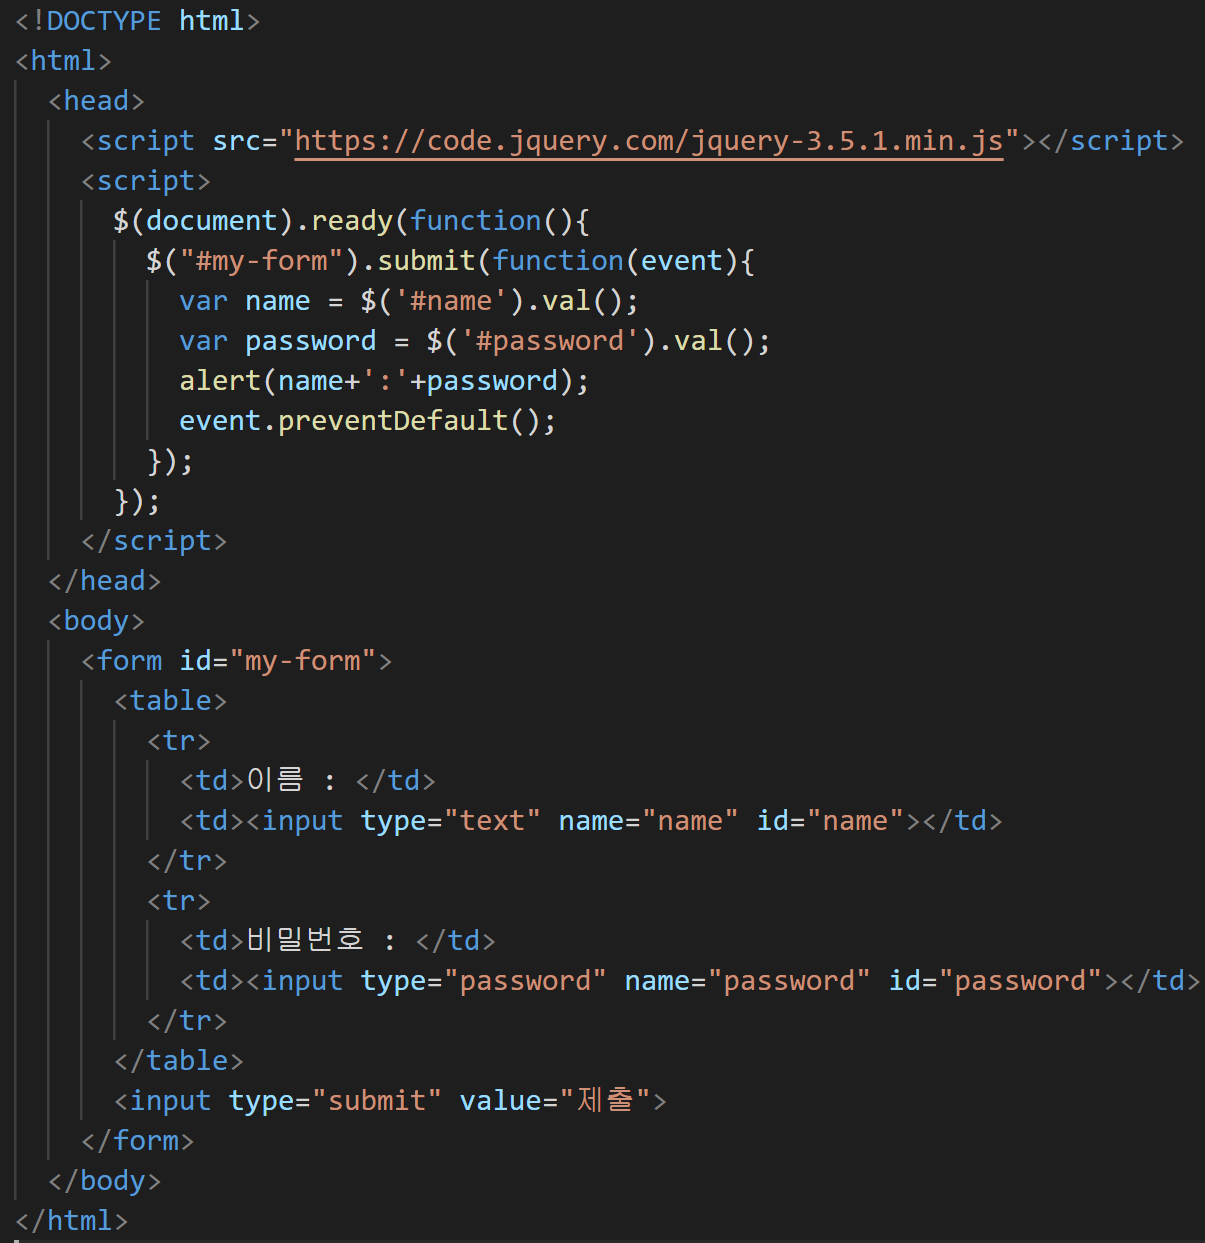 <!DOCTYPE html>
<html>
  <head>
    <script src="https://code.jquery.com/jquery-3.5.1.min.js"></script>
    <script>
      $(document).ready(function(){
        $("#my-form").submit(function(event){
          var name = $('#name').val();
          var password = $('#password').val();
          alert(name+':'+password);
          event.preventDefault();
        });
      });
    </script>
  </head>
  <body>
    <form id="my-form">
      <table>
        <tr>
          <td>이름 : </td>
          <td><input type="text" name="name" id="name"></td>
        </tr>
        <tr>
          <td>비밀번호 : </td>
          <td><input type="password" name="password" id="password"></td>
        </tr>
      </table>
      <input type="submit" value="제출">
    </form>
  </body>
</html>